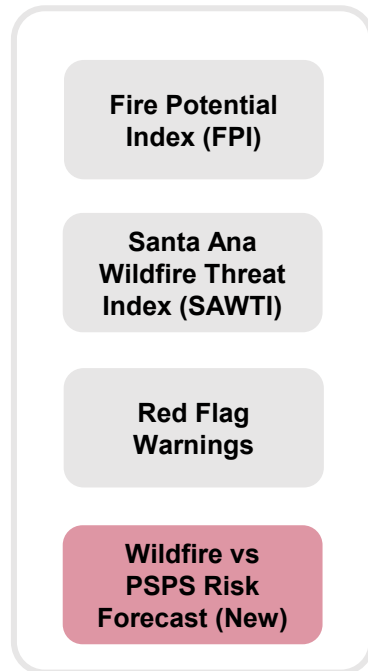 Fire Potential
Index (FPI)
Santa Ana
Wildfire Threat
Index (SAWTI)
Red Flag
Warnings
Wildfire vs
PSPS Risk
Forecast (New)